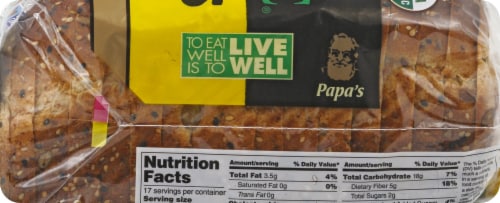 TO EAT LIVE
WELL
IS TO WELL
Papa's
Nutrition
Facts
17 servings per container
Serving size
Amount/serving % Daily Value*
Total Fat 3.5g 4%
Saturated Fat 0g 0%
Trans Fat 0g
Amount/serving % Daily Value*
Total Carbohydrate 18g 7%
Dietary Fiber 5g 18%
Total Sugars 2g